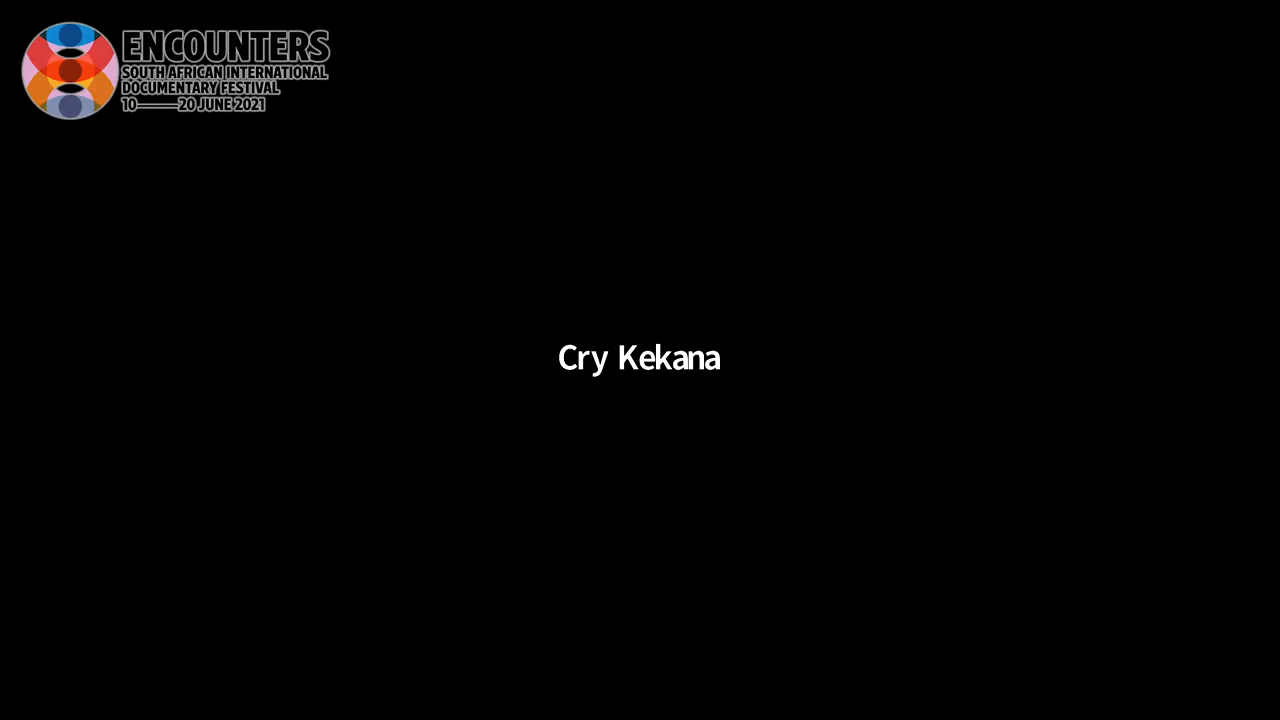 ENCOUNTERS
SOUTH AFRICAN INTERNATIONAL
DOCUMENTARY FESTIVAL
10——20 JUNE 2021
Cry Kekana